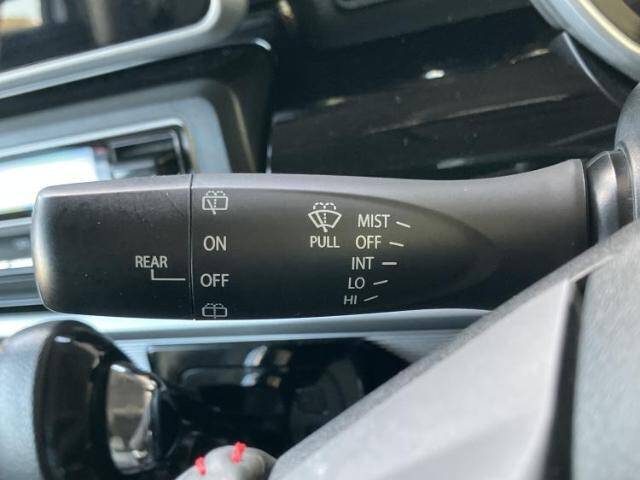 REAR
ON
OFF
PULL
MIST
OFF
INT
LO
HI